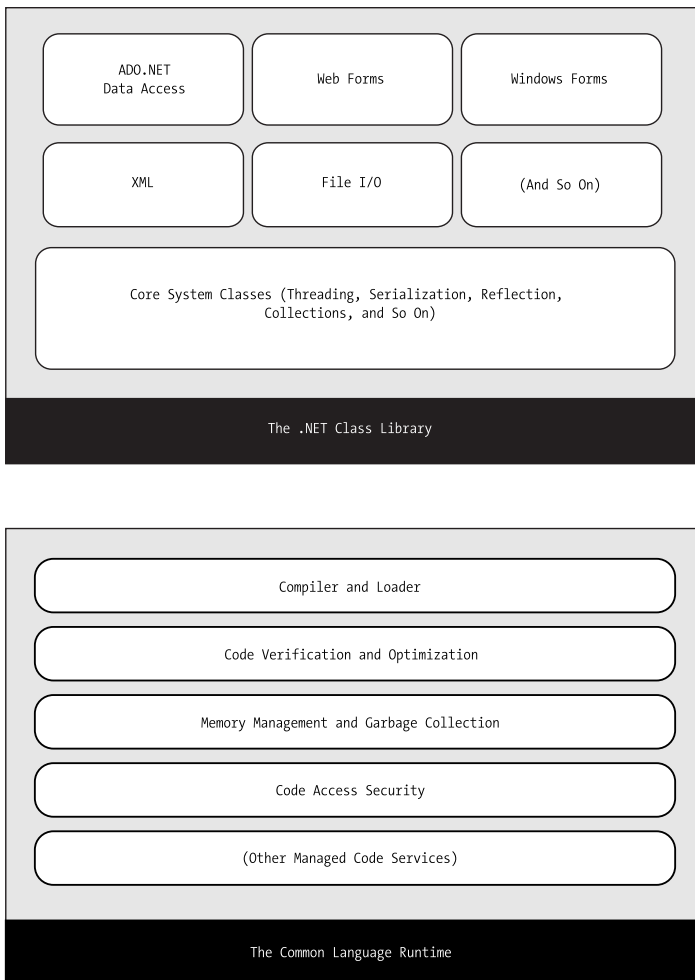 ADO.NET
Data Access
Web Forms
Windows Forms
XML
File I/O
(And So On)
Core System Classes (Threading, Serialization, Reflection,
Collections, and So On)
The .NET Class Library
Compiler and Loader
Code Verification and Optimization
Memory Management and Garbage Collection
Code Access Security
(Other Managed Code Services)
The Common Language Runtime